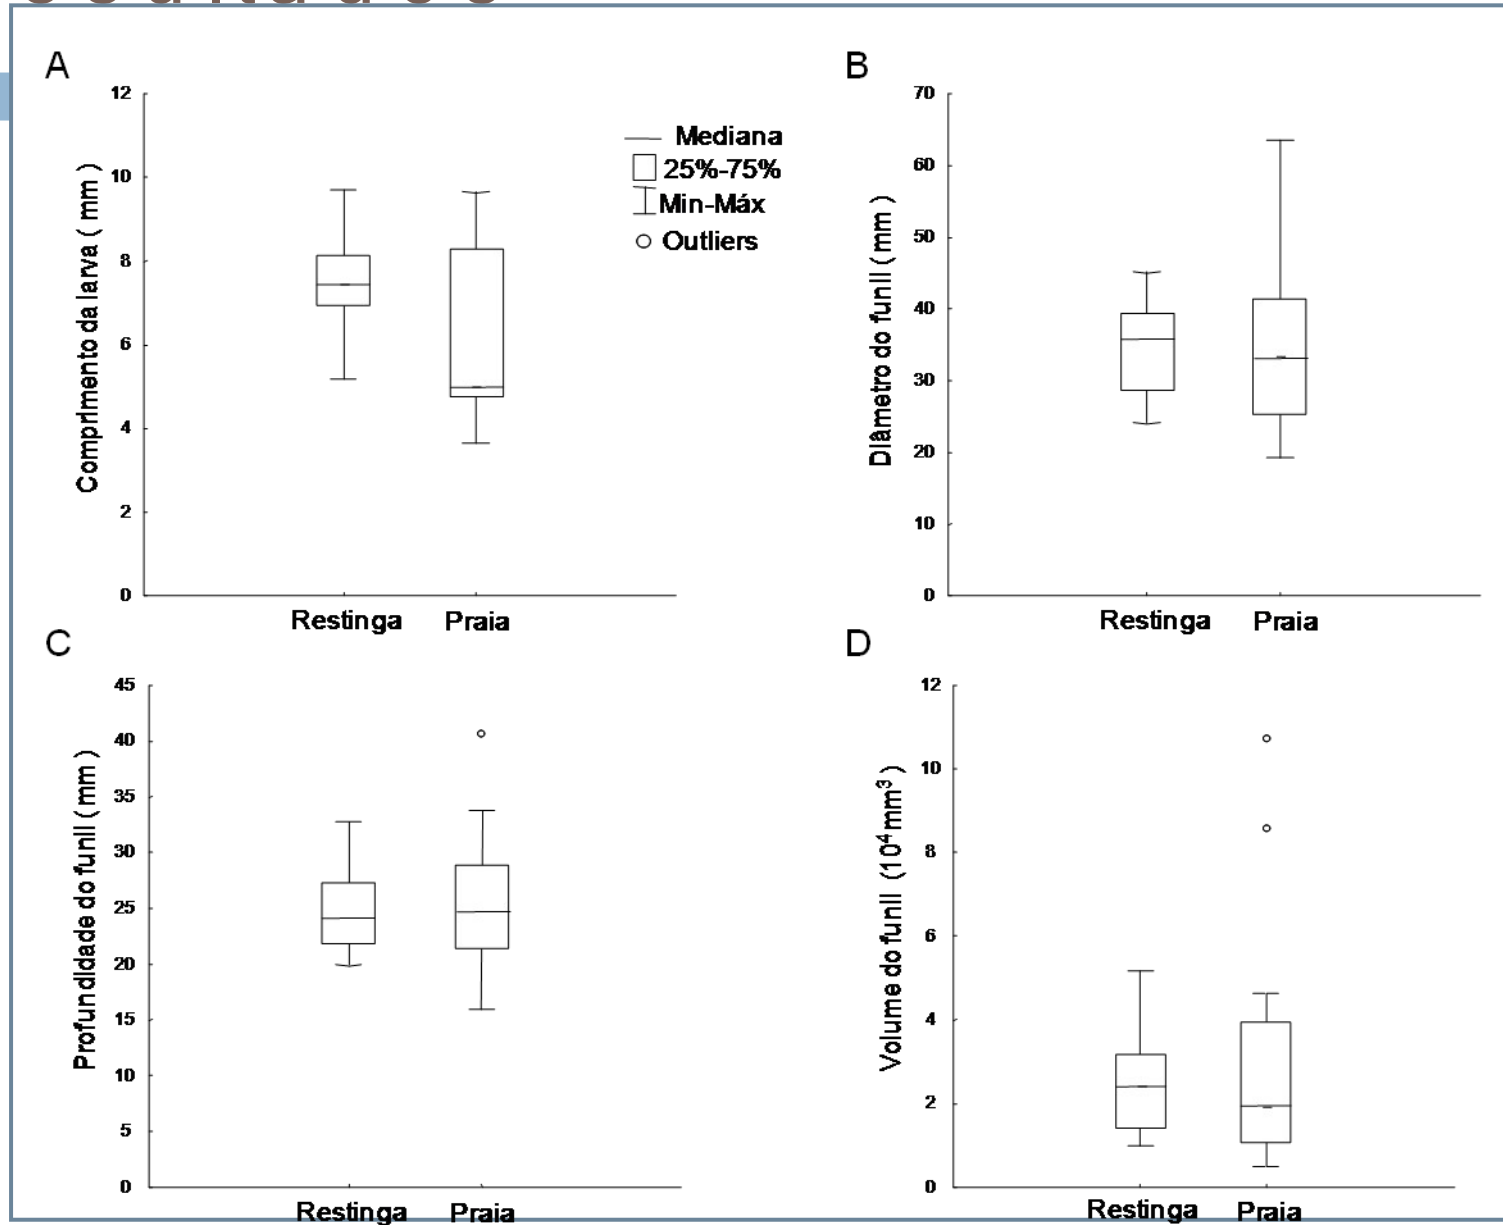 A
12
10
8
6
4
2
0
Comprimento da larva ( mm )
Restinga
Praia
Mediana
25%-75%
Min-Máx
Outliers
B
70
60
50
40
30
20
10
0
Diâmetro do funil ( mm )
Restinga
Praia
C
45
40
35
30
25
20
15
10
5
0
Profundidade do funil ( mm )
Restinga
Praia
D
12
10
8
6
4
2
0
Volume do funil (10⁴mm³)
Restinga
Praia